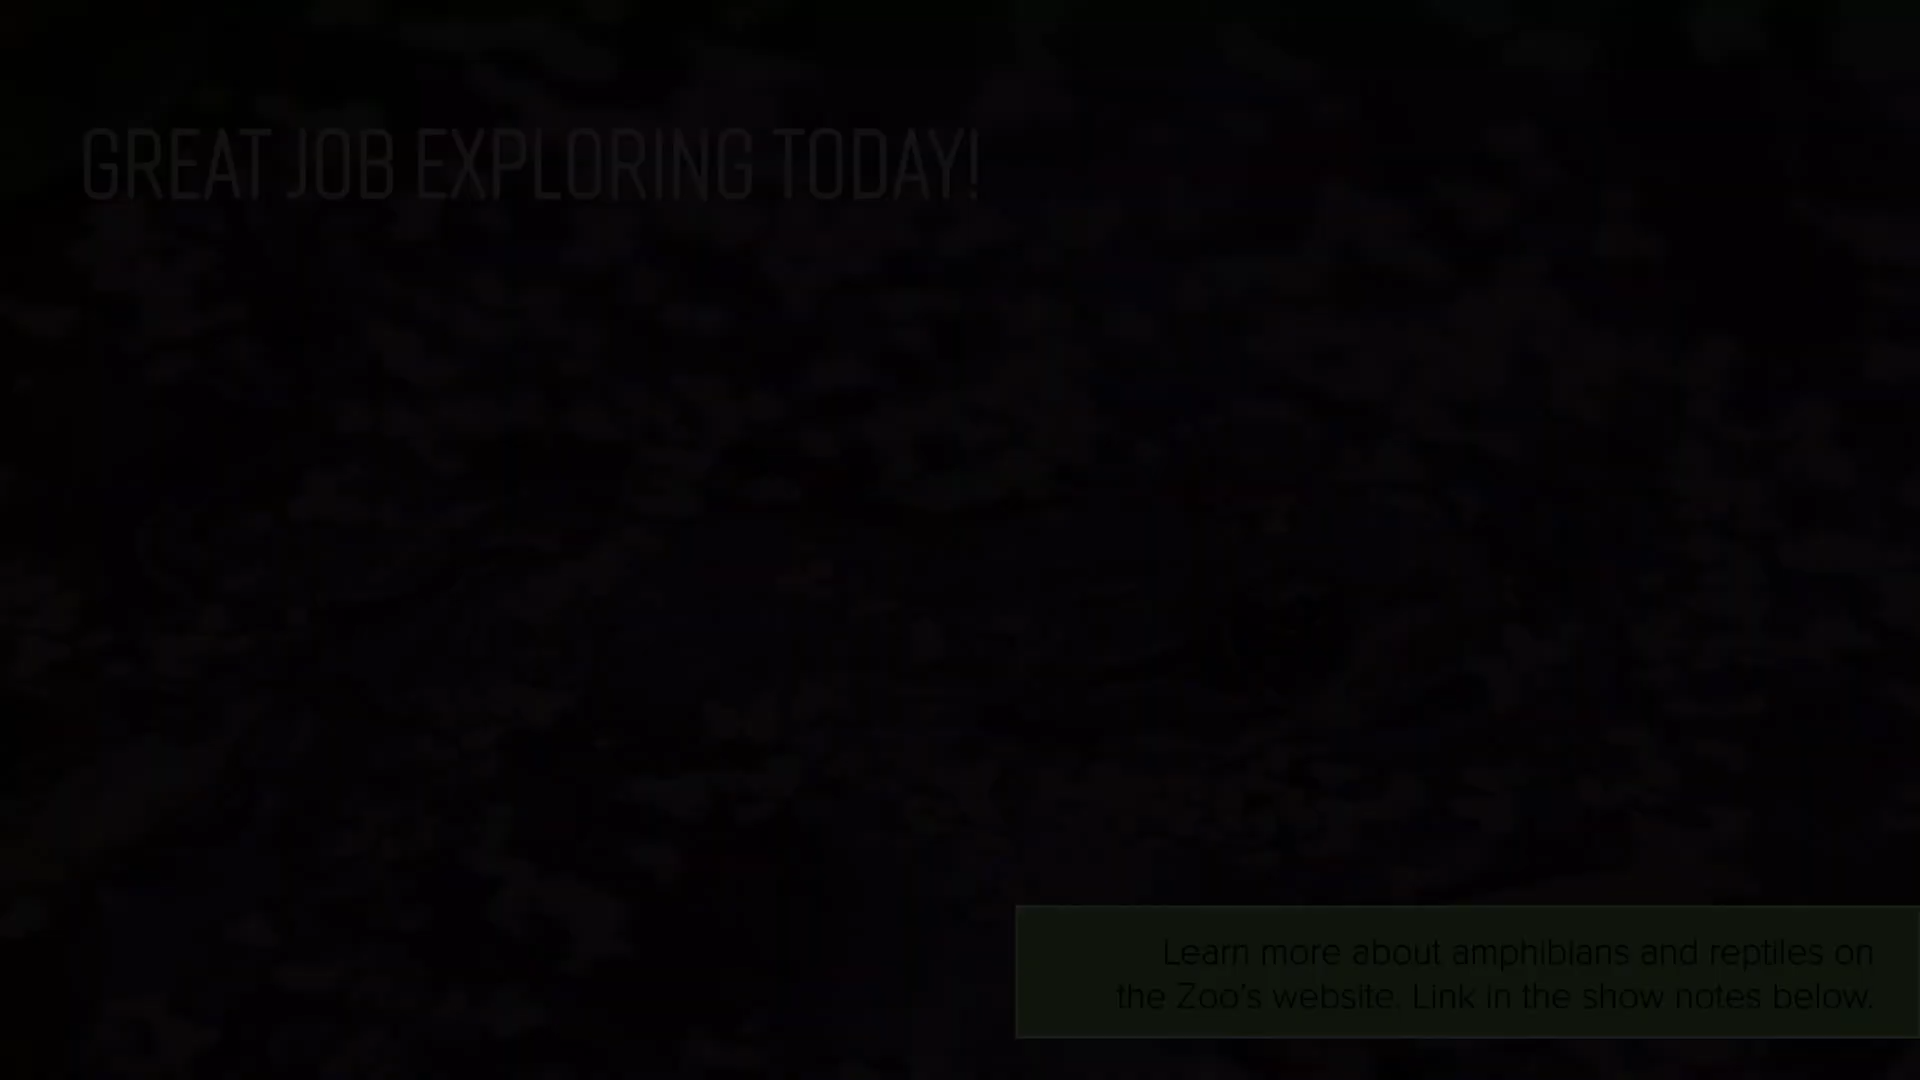 GREAT JOB EXPLORING TODAY!
Learn more about amphibians and reptiles on
the Zoo's website. Link in the show notes below.